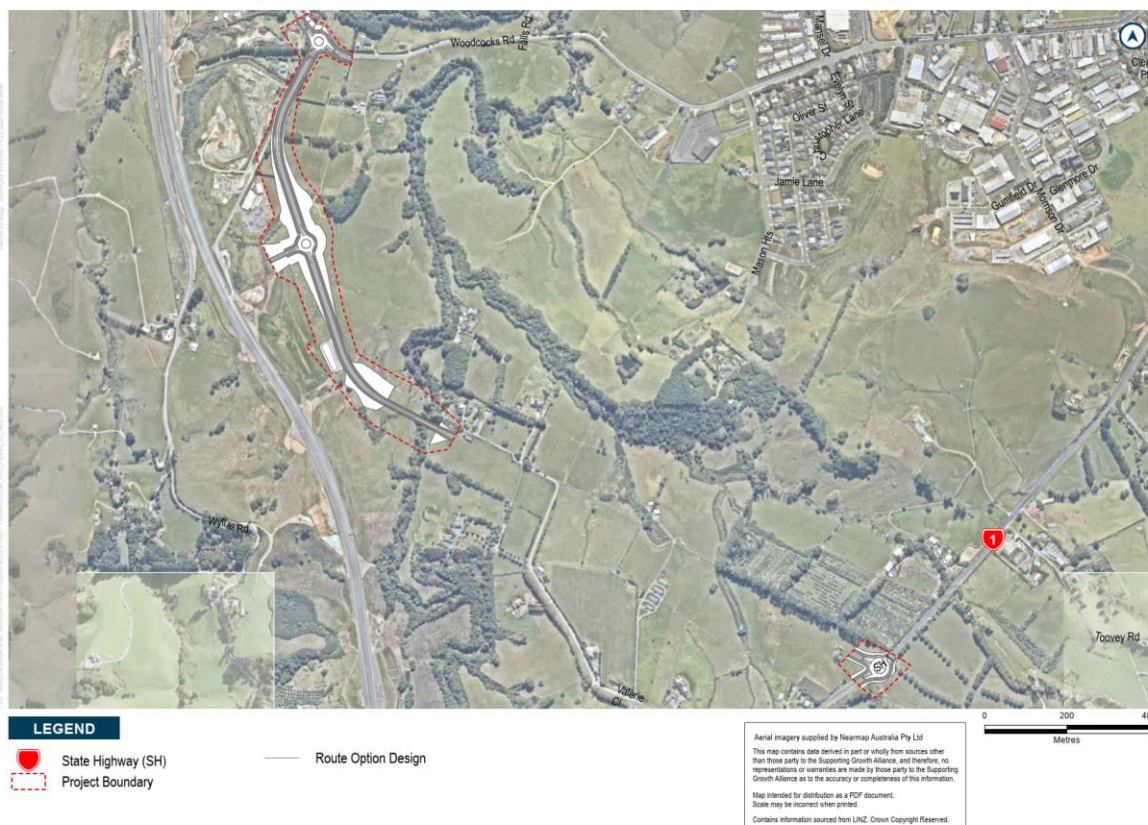 Woodcocks Rd
Falls Rd
Mansel Dr
Evelyn St
Oliver St
Jamie Lane
Mason Hts
Gumfield Dr
Morrison Dr
Glenmore Dr
Wyllie Rd
1
Toovey Rd
SH
Valerie
Cl
LEGEND
State Highway (SH)
Project Boundary
Route Option Design
Aerial imagery supplied by Nearmap Australia Pty Ltd
This map contains data derived in part or wholly from sources other
than those party to the Supporting Growth Alliance, and therefore, no
representations or warranties are made by those party to the Supporting
Growth Alliance as to the accuracy or completeness of this information.
Map intended for distribution as a PDF document.
Scale may be incorrect when printed.
Contains information sourced from LINZ. Crown Copyright Reserved.
0 200
Metres